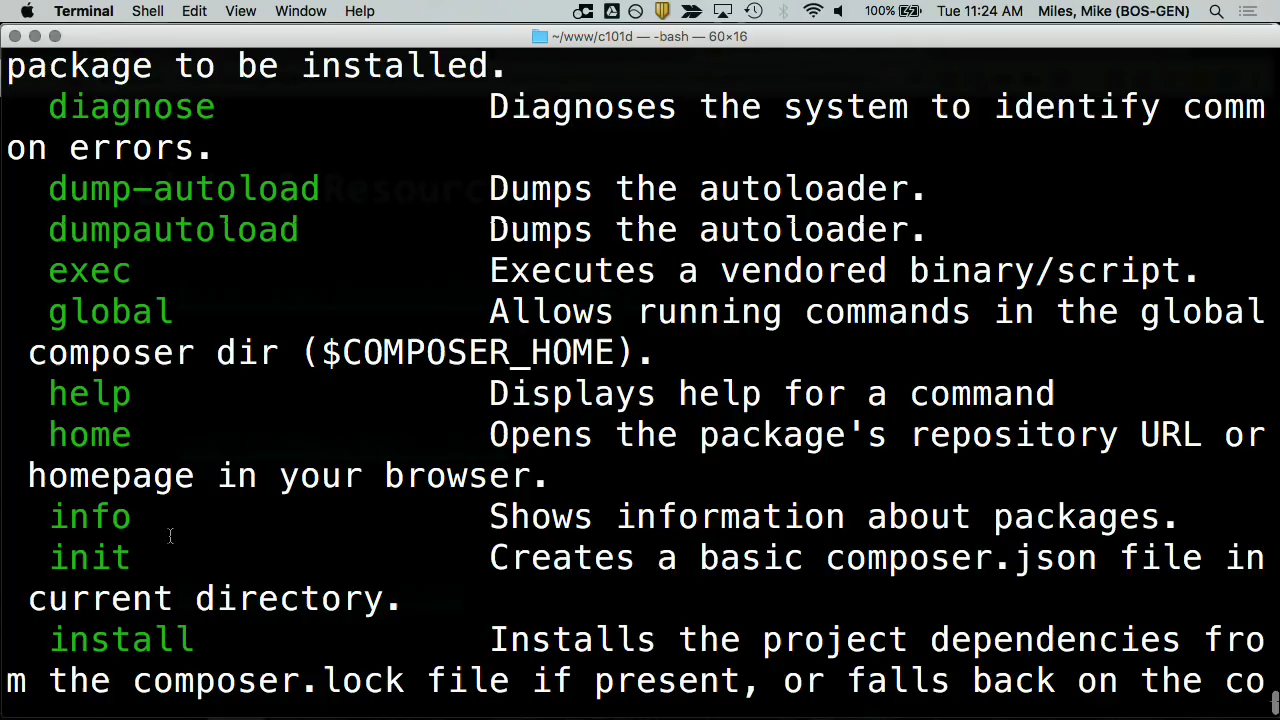 Terminal Shell Edit View Window Help 100% Tue 11:24 AM Miles, Mike (BOS-GEN)
~/www/c101d — -bash — 60×16
package to be installed.
diagnose Diagnoses the system to identify comm
on errors.
dump-autoload Dumps the autoloader.
dumpautoload Dumps the autoloader.
exec Executes a vendored binary/script.
global Allows running commands in the global
composer dir ($COMPOSER_HOME).
help Displays help for a command
home Opens the package's repository URL or
homepage in your browser.
info Shows information about packages.
init Creates a basic composer.json file in
current directory.
install Installs the project dependencies fro
m the composer.lock file if present, or falls back on the co